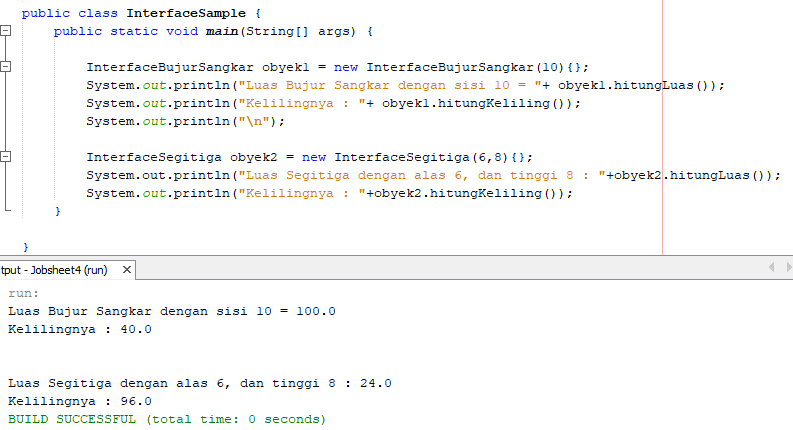 public class InterfaceSample {
public static void main(String[] args) {
InterfaceBujurSangkar obyek1 = new InterfaceBujurSangkar(10){};
System.out.println("Luas Bujur Sangkar dengan sisi 10 = "+ obyek1.hitungLuas());
System.out.println("Kelilingnya : "+ obyek1.hitungKeliling());
System.out.println("\n");
InterfaceSegitiga obyek2 = new InterfaceSegitiga(6,8){};
System.out.println("Luas Segitiga dengan alas 6, dan tinggi 8 : "+obyek2.hitungLuas());
System.out.println("Kelilingnya : "+obyek2.hitungKeliling());
}
}
tput - Jobsheet4 (run) ×
run:
Luas Bujur Sangkar dengan sisi 10 = 100.0
Kelilingnya : 40.0
Luas Segitiga dengan alas 6, dan tinggi 8 : 24.0
Kelilingnya : 96.0
BUILD SUCCESSFUL (total time: 0 seconds)